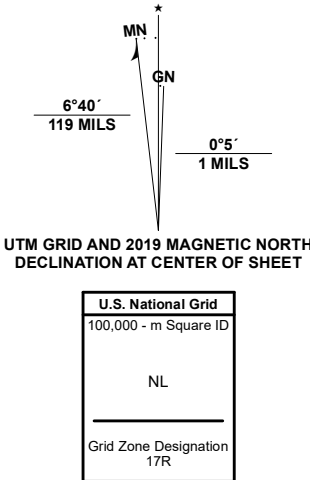 ★
MN
GN
6°40´
119 MILS
0°5´
1 MILS
UTM GRID AND 2019 MAGNETIC NORTH
DECLINATION AT CENTER OF SHEET
U.S. National Grid
100,000 - m Square ID
NL
Grid Zone Designation
17R